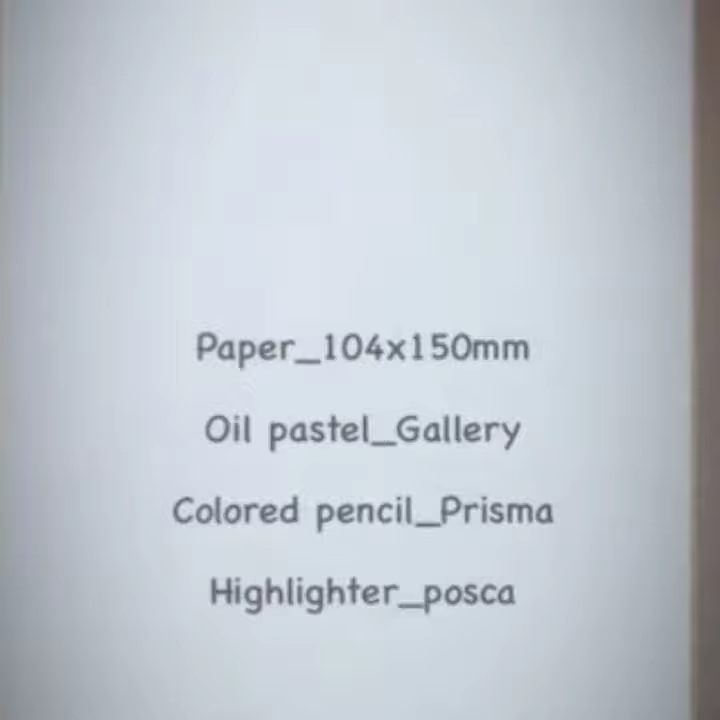 Paper_104x150mm
Oil pastel_Gallery
Colored pencil_Prisma
Highlighter_posca